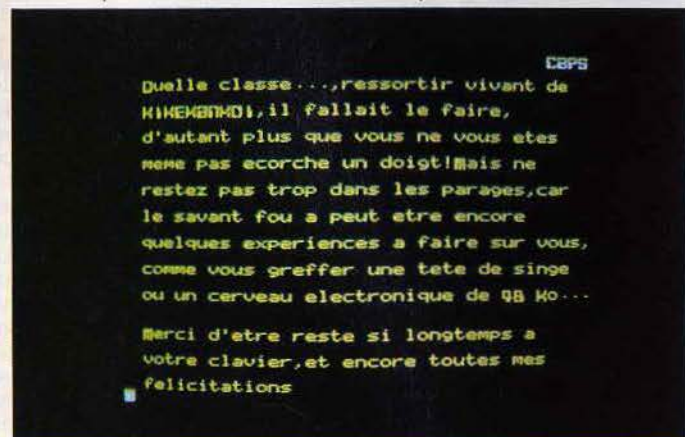 CAPS
Quelle classe...,ressortir vivant de
KIKEKANKOI,il fallait le faire,
d'autant plus que vous ne vous etes
meme pas ecorche un doigt!Mais ne
restez pas trop dans les parages,car
le savant fou a peut etre encore
quelques experiences a faire sur vous,
comme vous greffer une tete de singe
ou un cerveau electronique de 48 Ko...
Merci d'etre reste si longtemps a
votre clavier,et encore toutes mes
felicitations